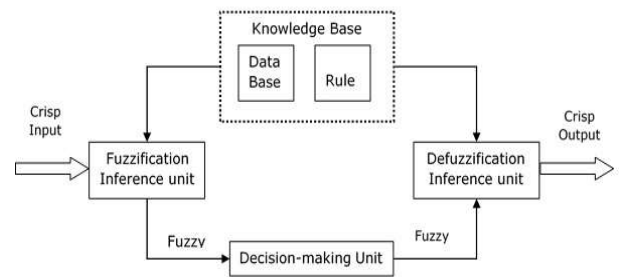 Knowledge Base
Data
Base
Rule
Crisp
Input
Crisp
Output
Fuzzification
Inference unit
Defuzzification
Inference unit
Fuzzy
Decision-making Unit
Fuzzy